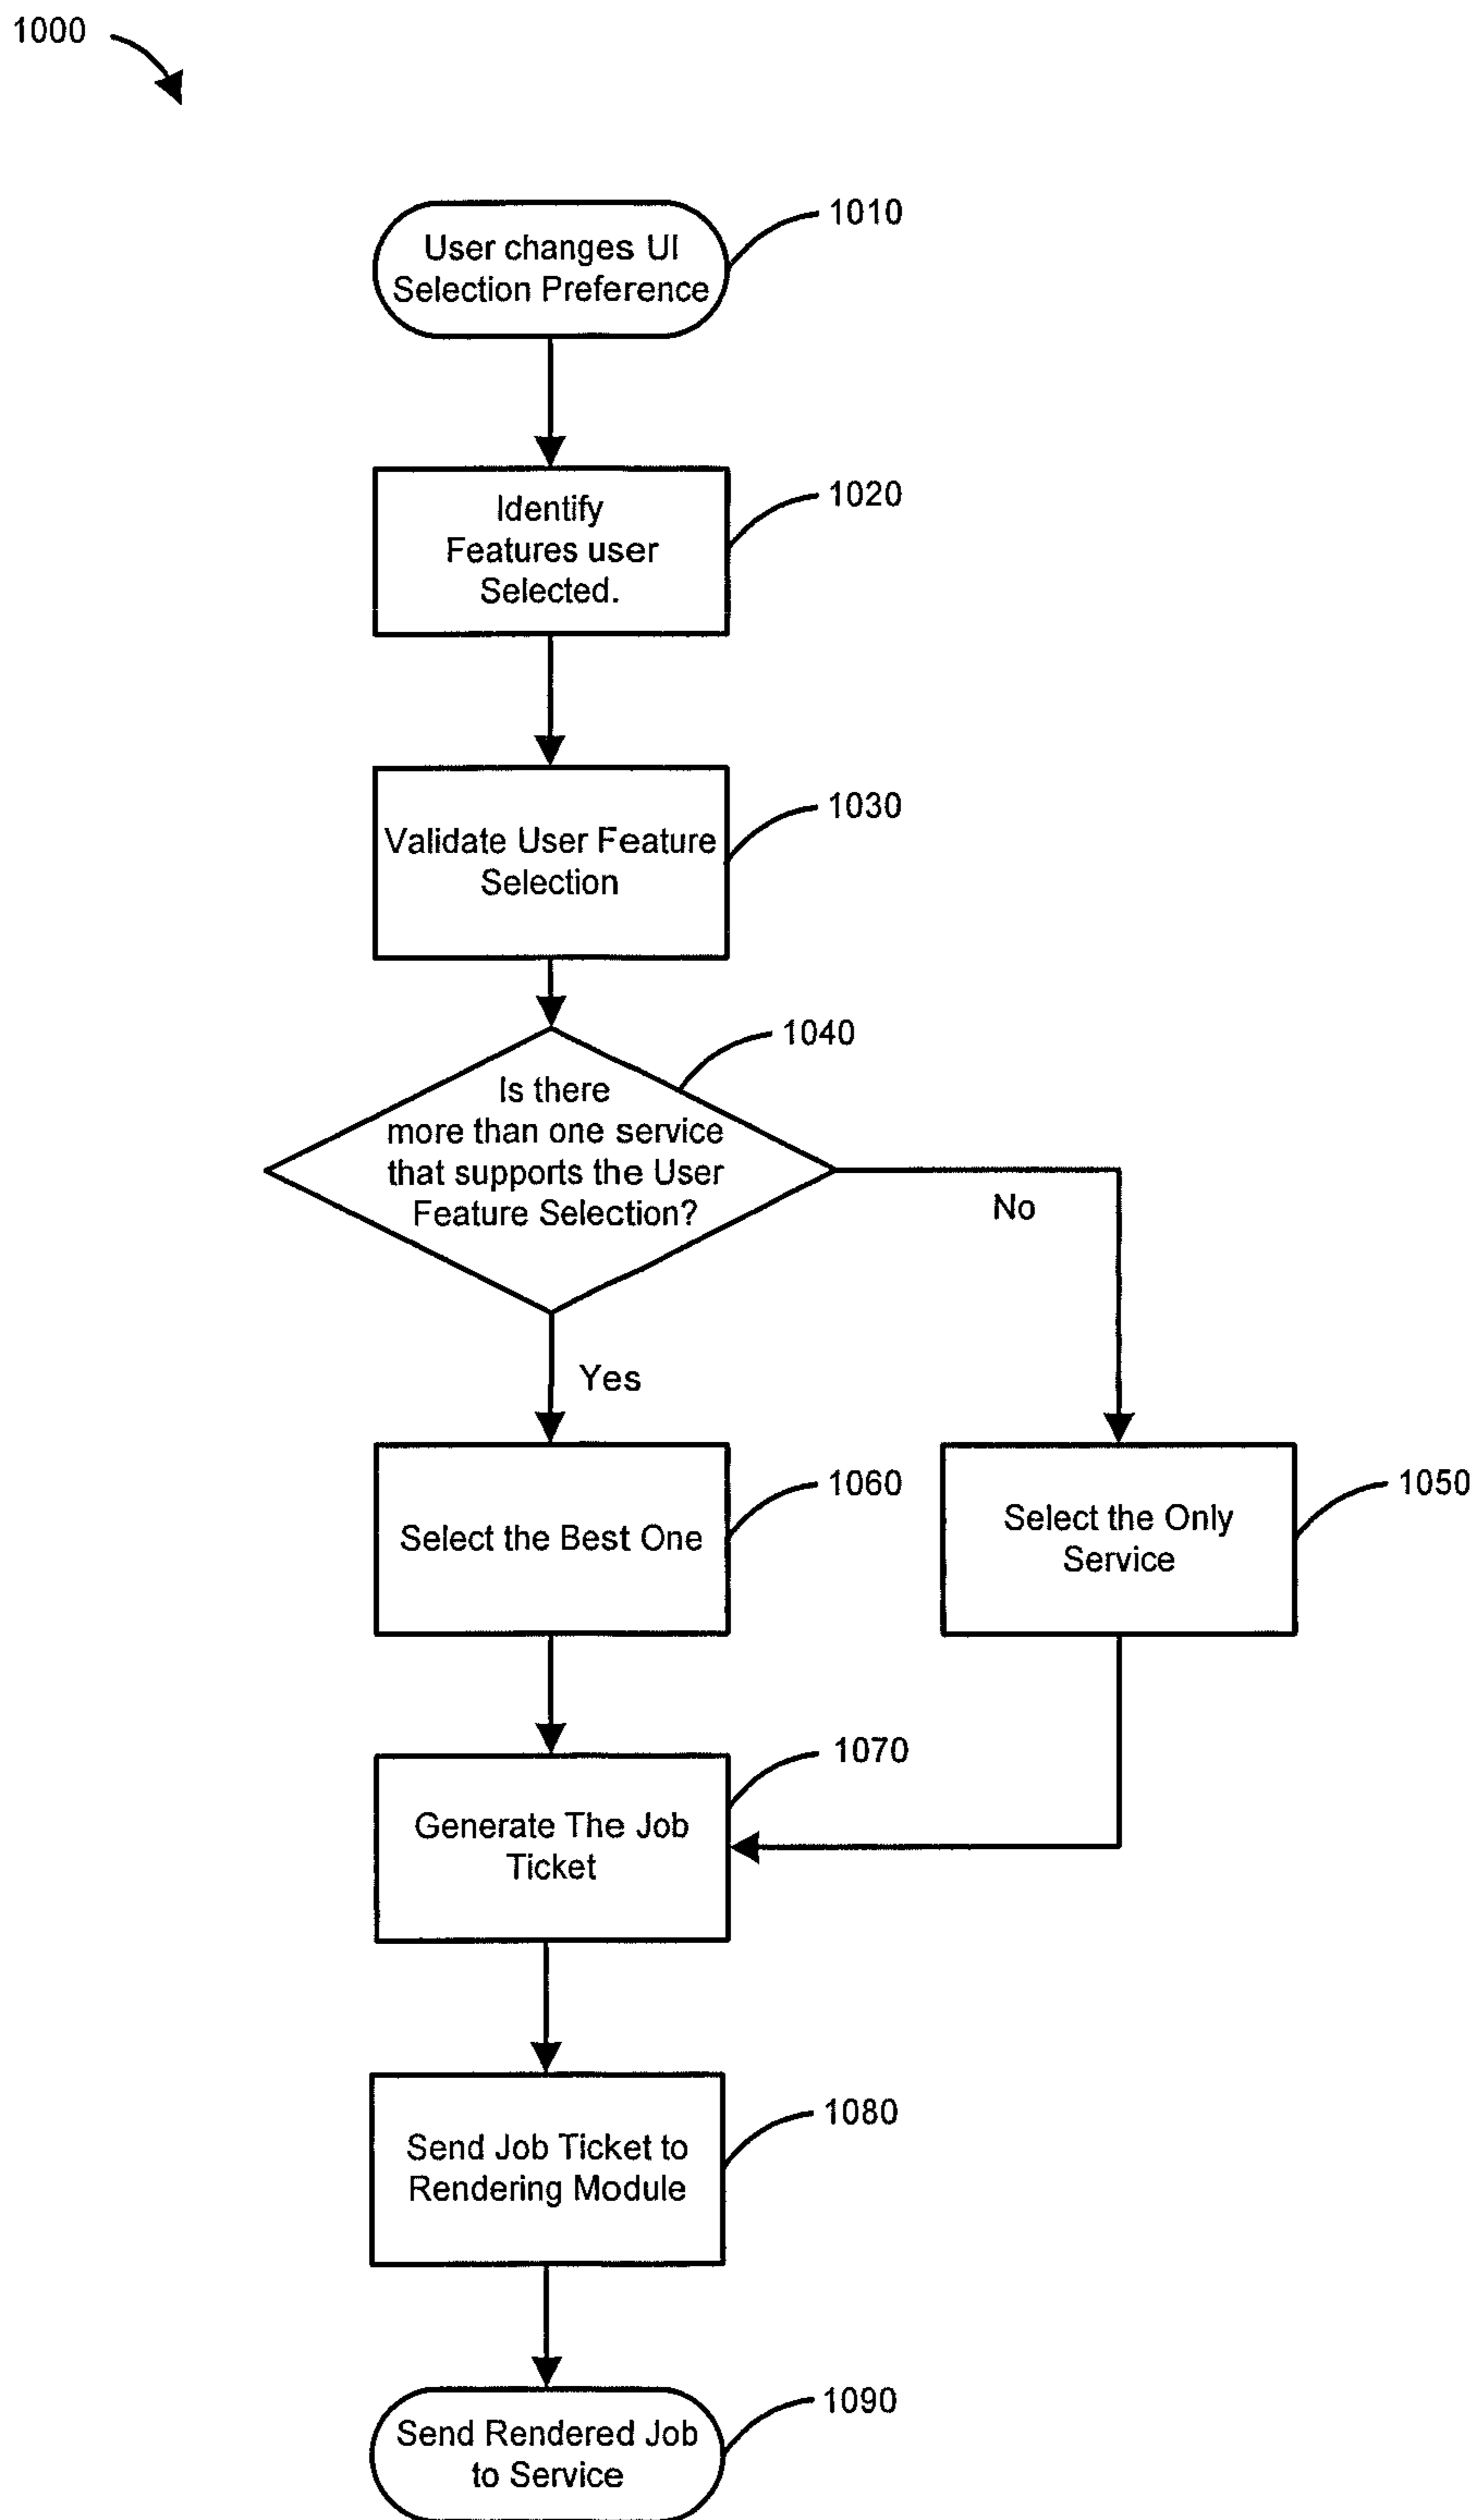 1000
User changes UI
Selection Preference
1010
Identify
Features user
Selected.
1020
Validate User Feature
Selection
1030
1040
Is there
more than one service
that supports the User
Feature Selection?
No
Yes
Select the Best One
1060
Select the Only
Service
1050
1070
Generate The Job
Ticket
Send Job Ticket to
Rendering Module
1080
Send Rendered Job
to Service
1090